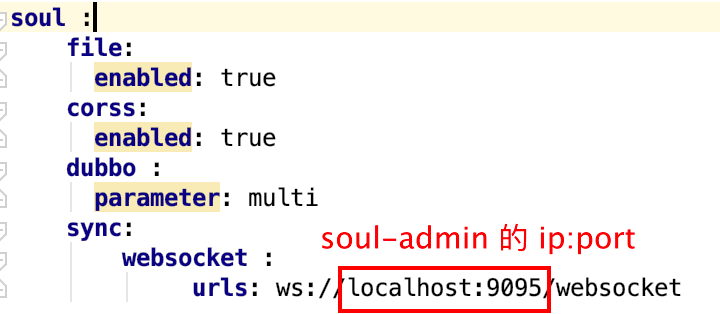 soul :
file:
enabled: true
corss:
enabled: true
dubbo :
parameter: multi
sync:
soul-admin 的 ip:port
websocket :
urls: ws://localhost:9095/websocket